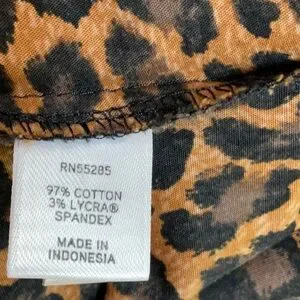 RN55285
97% COTTON
3% LYCRA®
SPANDEX
MADE IN
INDONESIA